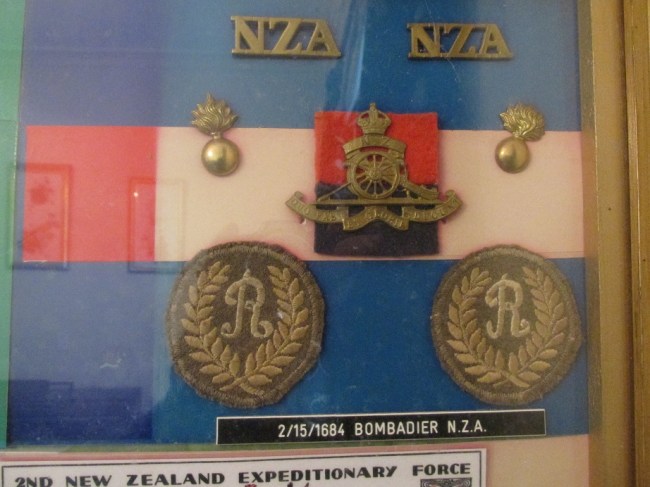 NZA NZA
R R
2/15/1684 BOMBADIER N.Z.A.
2ND NEW ZEALAND EXPEDITIONARY FORCE